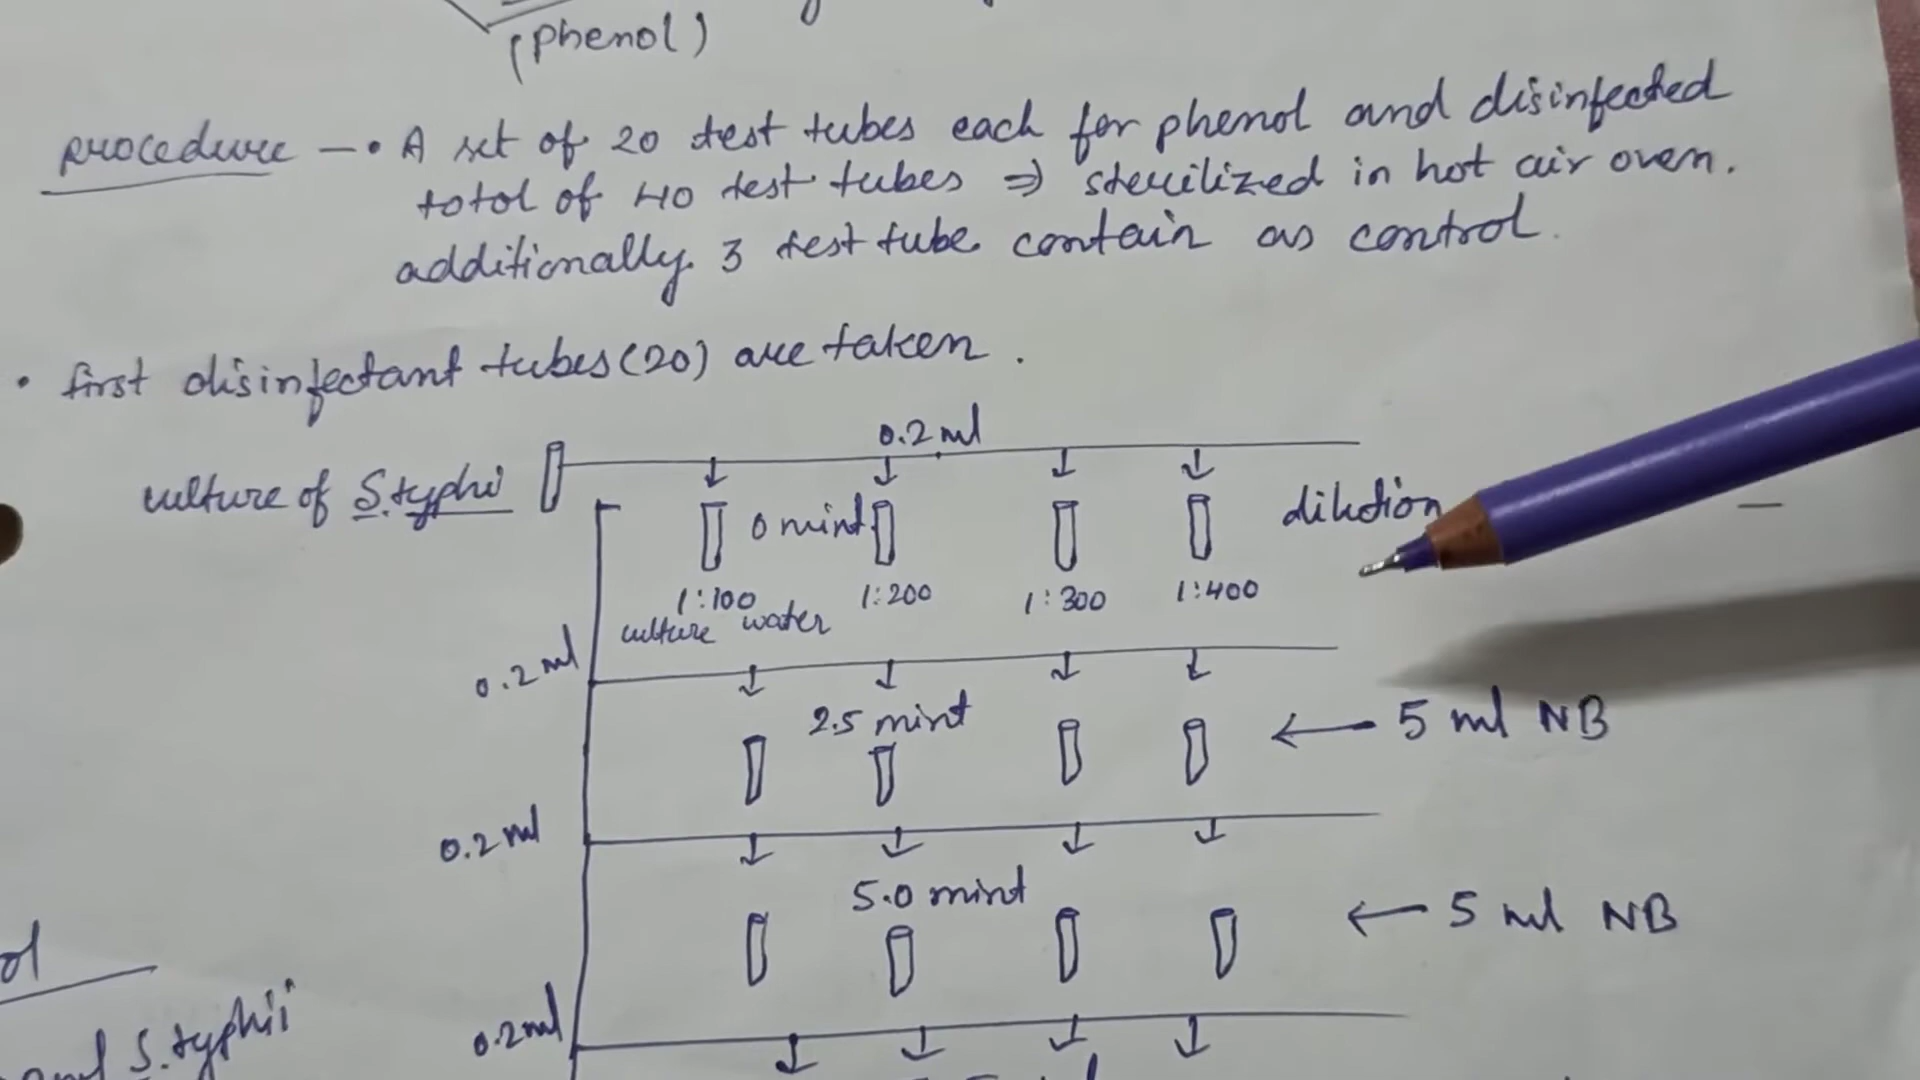 (phenol)
procedure - • A set of 20 test tubes each for phenol and disinfected
total of 40 test tubes ⇒ sterilized in hot air oven.
additionally 3 test tube contain as control.
• first disinfectant tubes (20) are taken.
0.2 ml
culture of S.typhi
0 mint
dilution
1:100 1:200 1:300 1:400
culture water
0.2 ml
2.5 mint
← 5 ml NB
0.2 ml
5.0 mint
← 5 ml NB
ol
0.2 ml
S.typhii